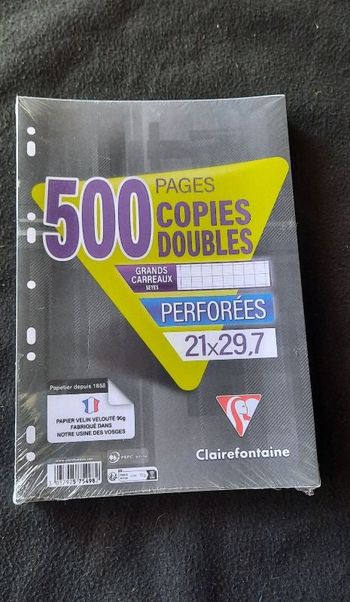 500
PAGES
COPIES
DOUBLES
GRANDS
CARREAUX
SEYES
PERFORÉES
21x29,7
Papetier depuis 1858
PAPIER VELIN VELOUTÉ 90g
FABRIQUÉ DANS
NOTRE USINE DES VOSGES
Clairefontaine
PEFC